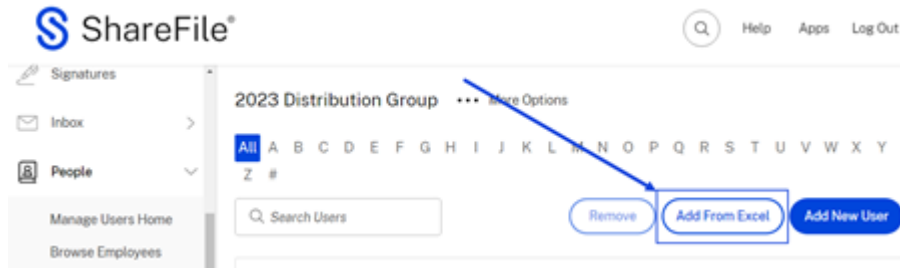 ShareFile®
Help Apps Log Out
Signatures
Inbox
People
Manage Users Home
Browse Employees
2023 Distribution Group ••• More Options
All A B C D E F G H I J K L M N O P Q R S T U V W X Y
Z #
Search Users
Remove Add From Excel Add New User